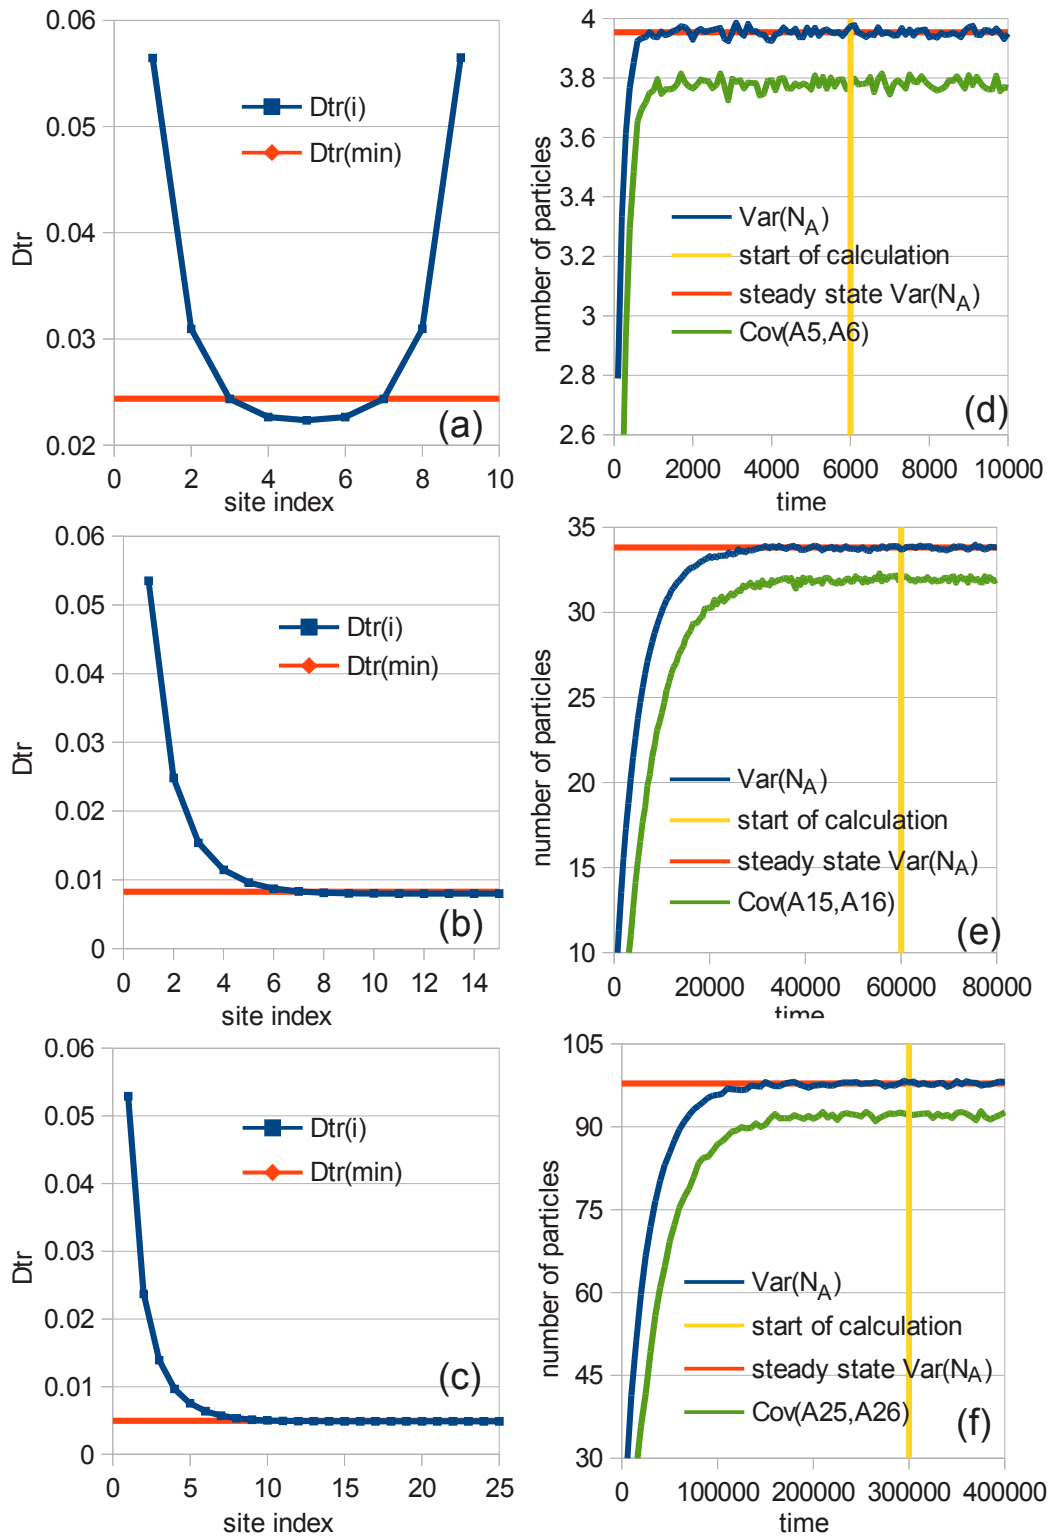 0.06
0.05
0.04
0.03
0.02
Dtr
Dtr(i)
Dtr(min)
(a)
0 2 4 6 8 10
site index
4
3.8
3.6
3.4
3.2
3
2.8
2.6
number of particles
Var(N_A)
start of calculation
steady state Var(N_A)
Cov(A5,A6)
(d)
0 2000 4000 6000 8000 10000
time
0.06
0.05
0.04
0.03
0.02
0.01
0
Dtr
Dtr(i)
Dtr(min)
(b)
0 2 4 6 8 10 12 14
site index
35
30
25
20
15
10
number of particles
Var(N_A)
start of calculation
steady state Var(N_A)
Cov(A15,A16)
(e)
0 20000 40000 60000 80000
time
0.06
0.05
0.04
0.03
0.02
0.01
0
Dtr
Dtr(i)
Dtr(min)
(c)
0 5 10 15 20 25
site index
105
90
75
60
45
30
number of particles
Var(N_A)
start of calculation
steady state Var(N_A)
Cov(A25,A26)
(f)
0 100000 200000 300000 400000
time